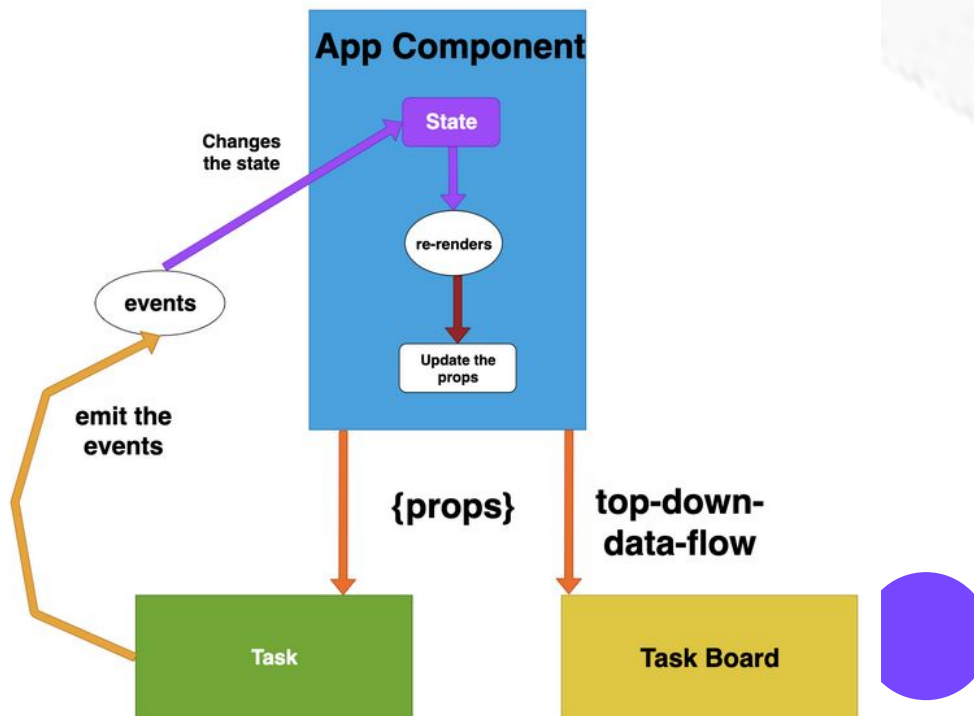 App Component
State
Changes
the state
re-renders
events
Update the
props
emit the
events
{props}
top-down-
data-flow
Task
Task Board